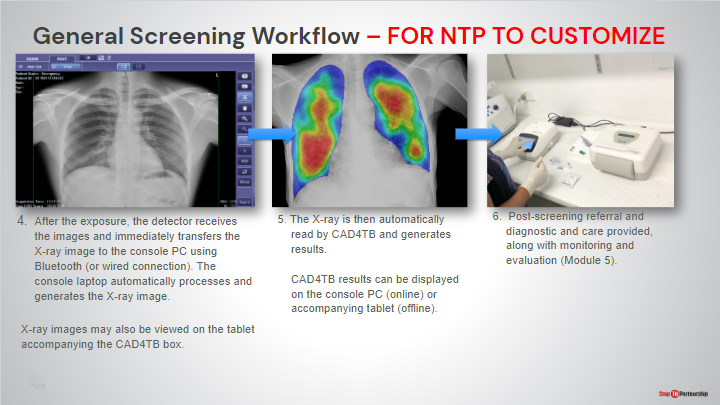 General Screening Workflow – FOR NTP TO CUSTOMIZE
EXAM
4. After the exposure, the detector receives
the images and immediately transfers the
X-ray image to the console PC using
Bluetooth (or wired connection). The
console laptop automatically processes and
generates the X-ray image.
X-ray images may also be viewed on the tablet
accompanying the CAD4TB box.
5. The X-ray is then automatically
read by CAD4TB and generates
results.
CAD4TB results can be displayed
on the console PC (online) or
accompanying tablet (offline).
6. Post-screening referral and
diagnostic and care provided,
along with monitoring and
evaluation (Module 5).
Stop TB Partnership